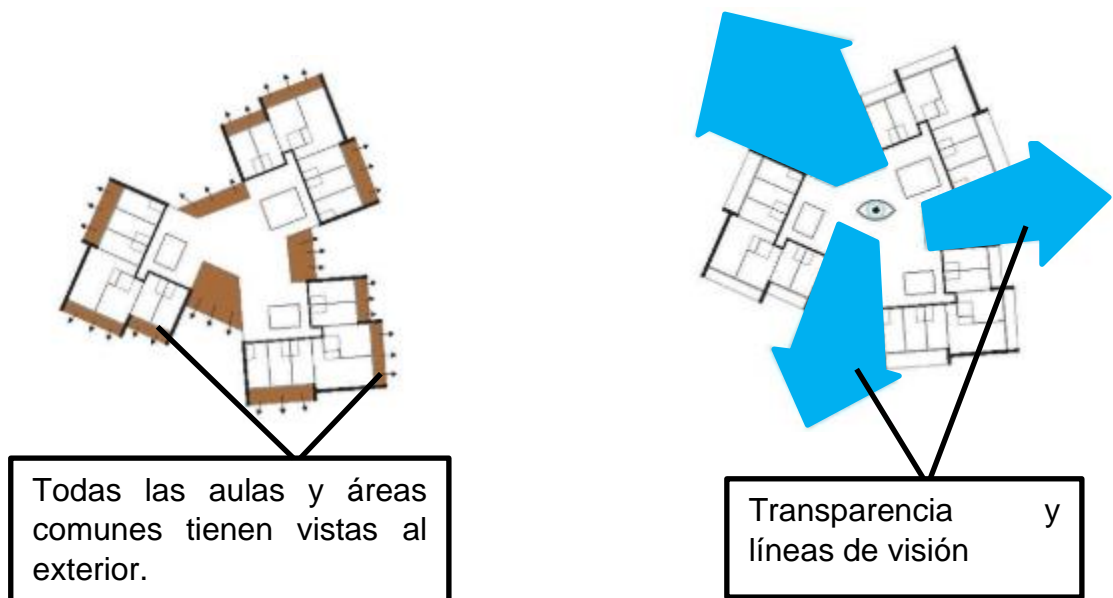 Todas las aulas y áreas
comunes tienen vistas al
exterior.
Transparencia y
líneas de visión